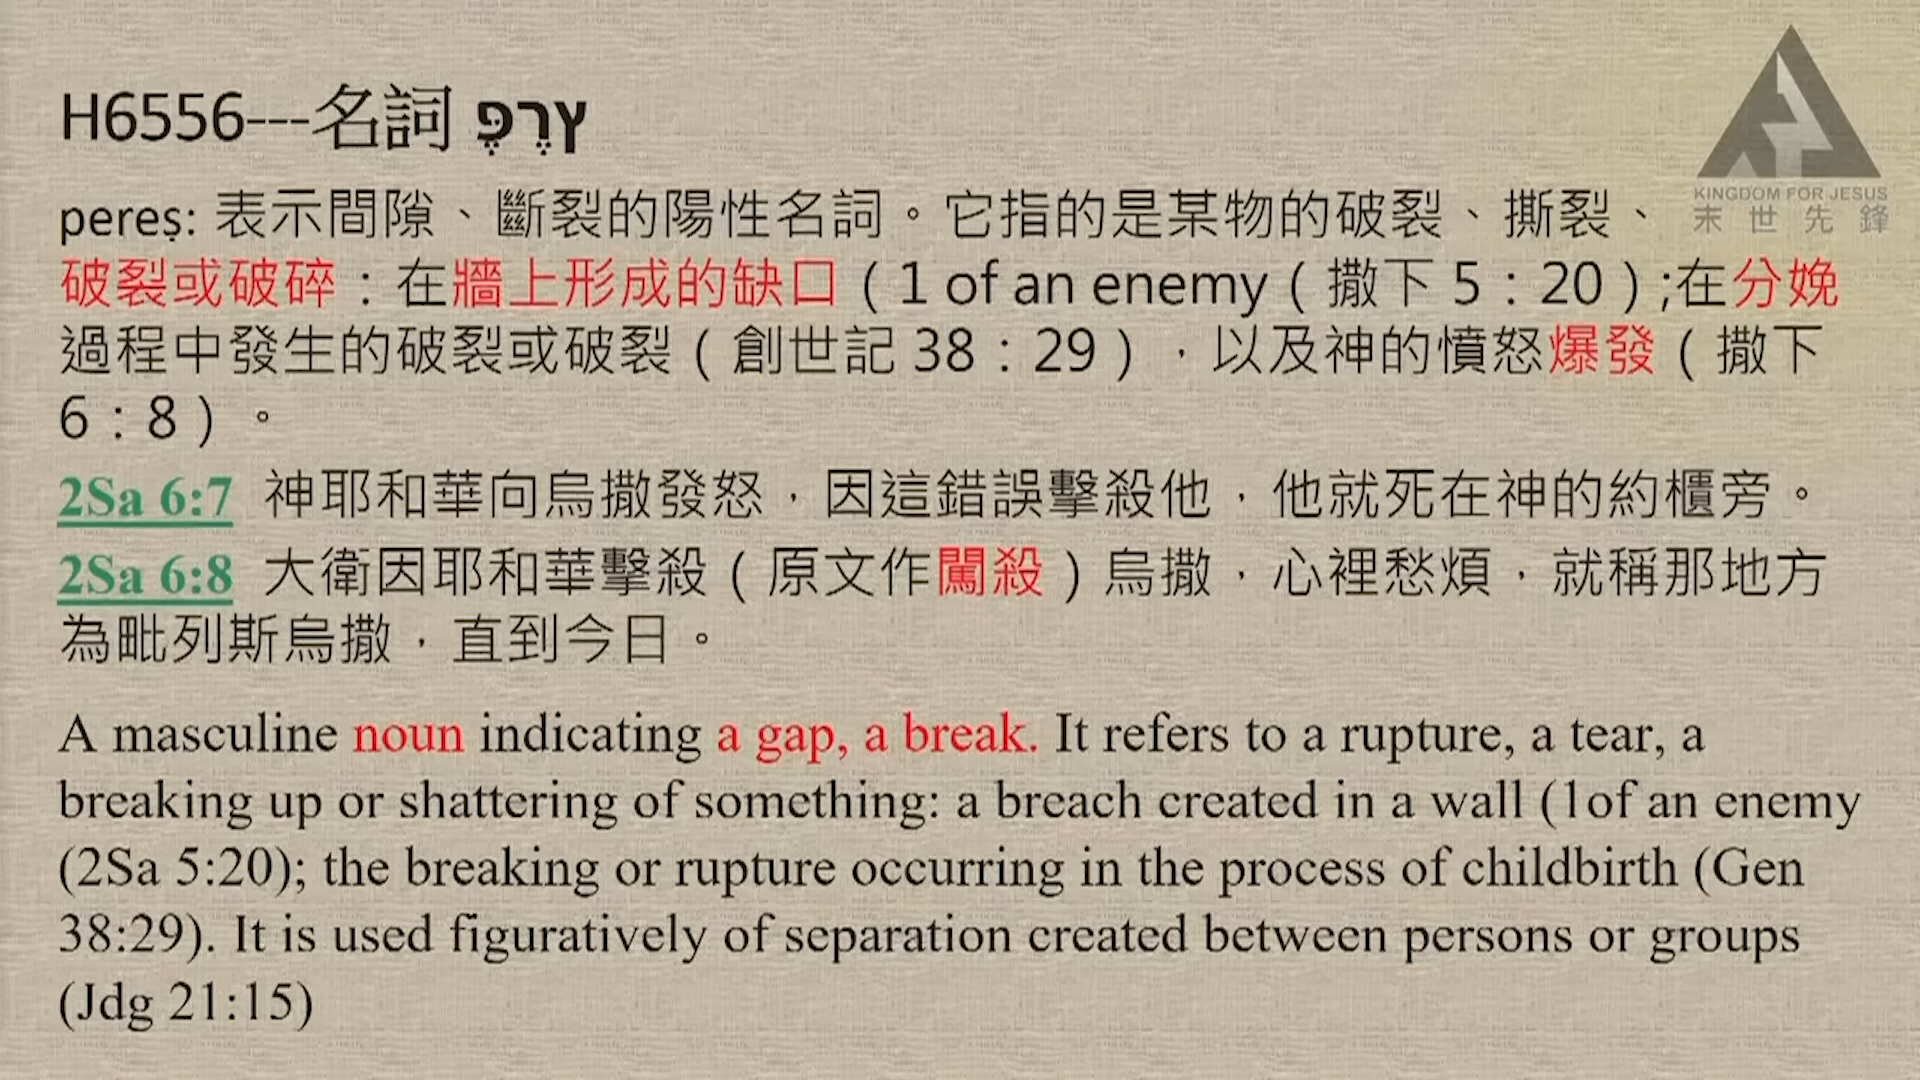 H6556---名詞 פֶּרֶץ
KINGDOM FOR JESUS
末世先鋒
pereṣ: 表示間隙、斷裂的陽性名詞。它指的是某物的破裂、撕裂、
破裂或破碎：在牆上形成的缺口（1 of an enemy（撒下 5：20）;在分娩
過程中發生的破裂或破裂（創世記 38：29），以及神的憤怒爆發（撒下
6：8）。
2Sa 6:7 神耶和華向烏撒發怒，因這錯誤擊殺他，他就死在神的約櫃旁。
2Sa 6:8 大衛因耶和華擊殺（原文作闖殺）烏撒，心裡愁煩，就稱那地方
為毗列斯烏撒，直到今日。
A masculine noun indicating a gap, a break. It refers to a rupture, a tear, a
breaking up or shattering of something: a breach created in a wall (1of an enemy
(2Sa 5:20); the breaking or rupture occurring in the process of childbirth (Gen
38:29). It is used figuratively of separation created between persons or groups
(Jdg 21:15)